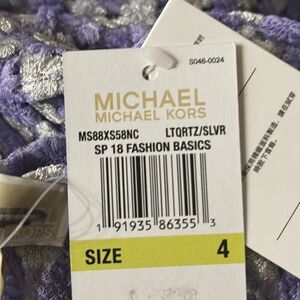 S046-0024
MICHAEL
MICHAEL KORS
MS88XS58NC LTQRTZ/SLVR
SP 18 FASHION BASICS
1 91935 86355 3
SIZE 4
KORS